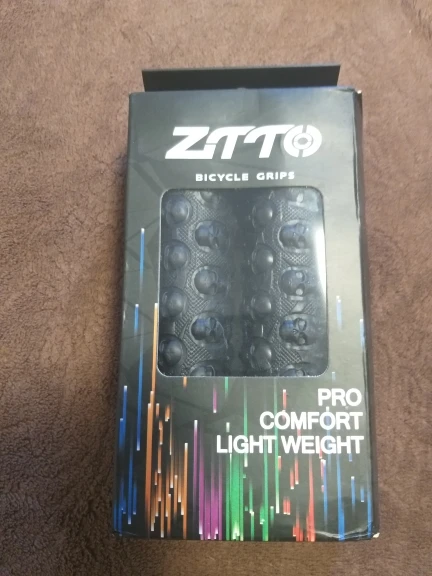 ZTTO
BICYCLE GRIPS
PRO
COMFORT
LIGHT WEIGHT